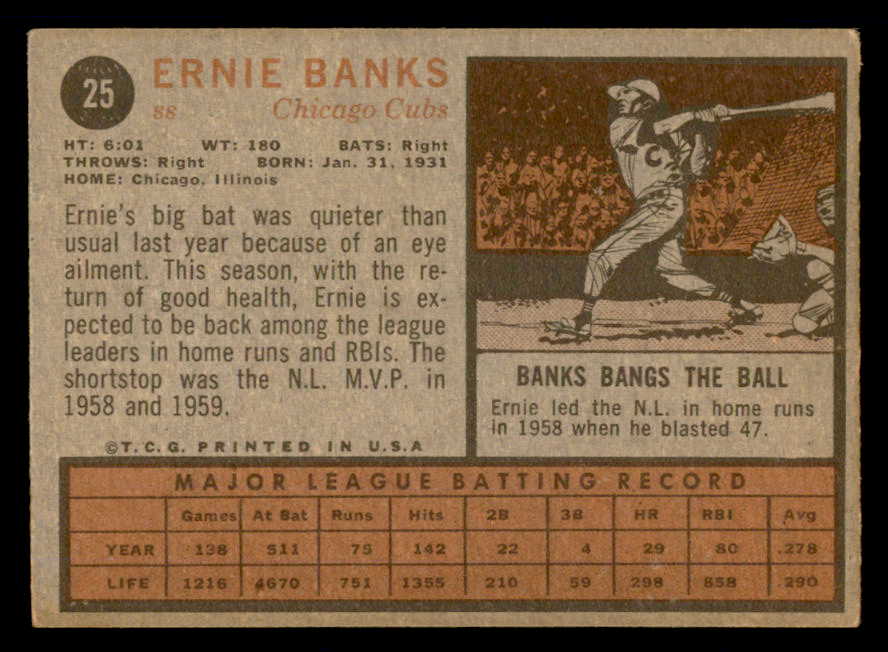 25
ERNIE BANKS
ss Chicago Cubs
HT: 6:01 WT: 180 BATS: Right
THROWS: Right BORN: Jan. 31, 1931
HOME: Chicago, Illinois
Ernie's big bat was quieter than
usual last year because of an eye
ailment. This season, with the re-
turn of good health, Ernie is ex-
pected to be back among the league
leaders in home runs and RBIs. The
shortstop was the N.L. M.V.P. in
1958 and 1959.
©T.C.G. PRINTED IN U.S.A
C
BANKS BANGS THE BALL
Ernie led the N.L. in home runs
in 1958 when he blasted 47.
MAJOR LEAGUE BATTING RECORD
Games At Bat Runs Hits 2B 3B HR RBI Avg
YEAR 138 511 75 142 22 4 29 80 .278
LIFE 1216 4670 751 1355 210 59 298 858 .290